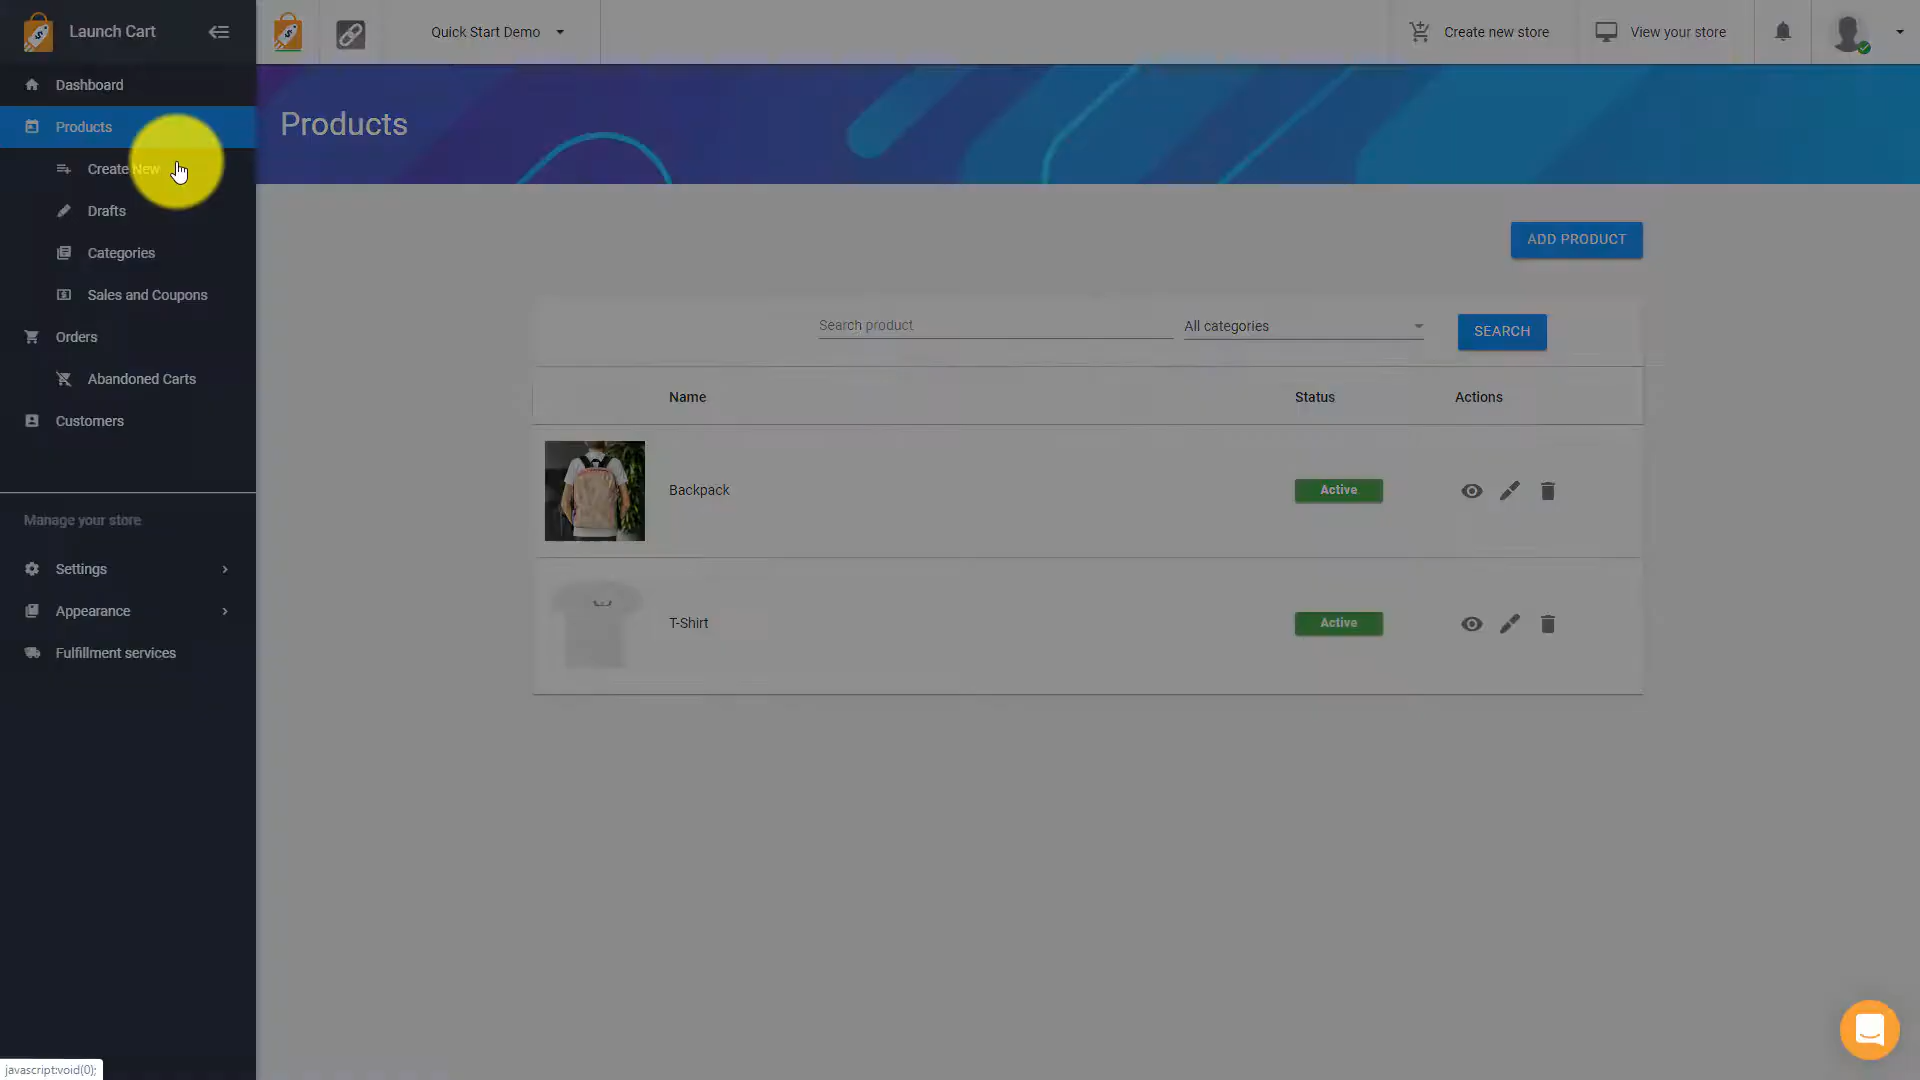 Launch Cart
Quick Start Demo
Create new store
View your store
Dashboard
Products
Create New
Drafts
Categories
Sales and Coupons
Orders
Abandoned Carts
Customers
Manage your store
Settings
Appearance
Fulfillment services
Products
ADD PRODUCT
Search product
All categories
SEARCH
Name
Status
Actions
Backpack
Active
T-Shirt
Active
javascript:void(0);